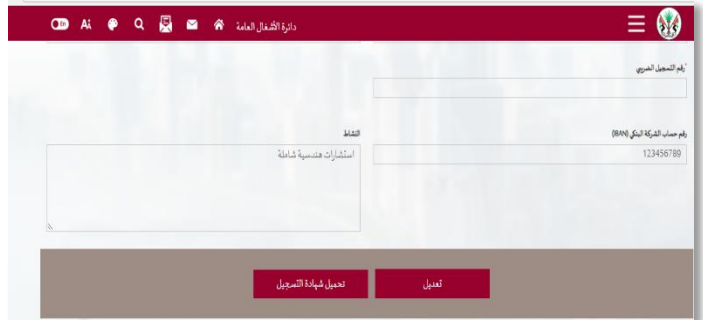 دائرة الأشغال العامة
En
*رقم التسجيل الضريبي
رقم حساب الشركة البنكي (IBAN)
النشاط
123456789
استشارات هندسية شاملة
تعديل
تحميل شهادة التسجيل